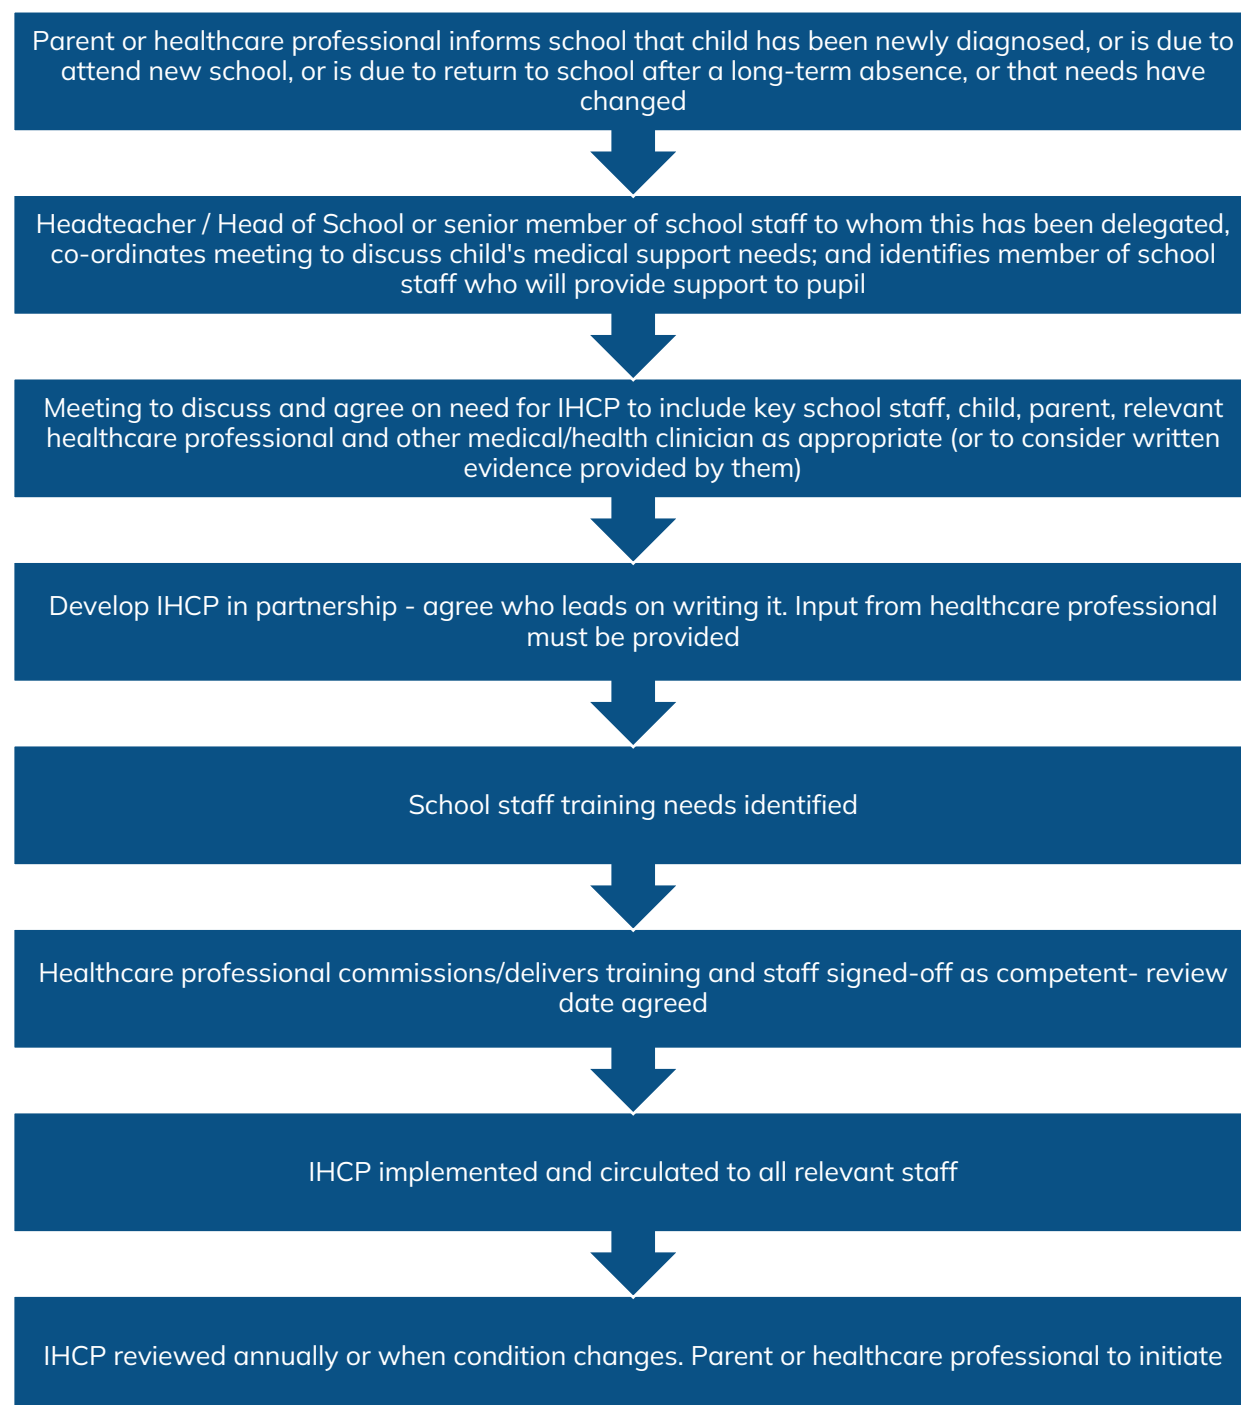 Parent or healthcare professional informs school that child has been newly diagnosed, or is due to
attend new school, or is due to return to school after a long-term absence, or that needs have
changed
Headteacher / Head of School or senior member of school staff to whom this has been delegated,
co-ordinates meeting to discuss child's medical support needs; and identifies member of school
staff who will provide support to pupil
Meeting to discuss and agree on need for IHCP to include key school staff, child, parent, relevant
healthcare professional and other medical/health clinician as appropriate (or to consider written
evidence provided by them)
Develop IHCP in partnership - agree who leads on writing it. Input from healthcare professional
must be provided
School staff training needs identified
Healthcare professional commissions/delivers training and staff signed-off as competent- review
date agreed
IHCP implemented and circulated to all relevant staff
IHCP reviewed annually or when condition changes. Parent or healthcare professional to initiate